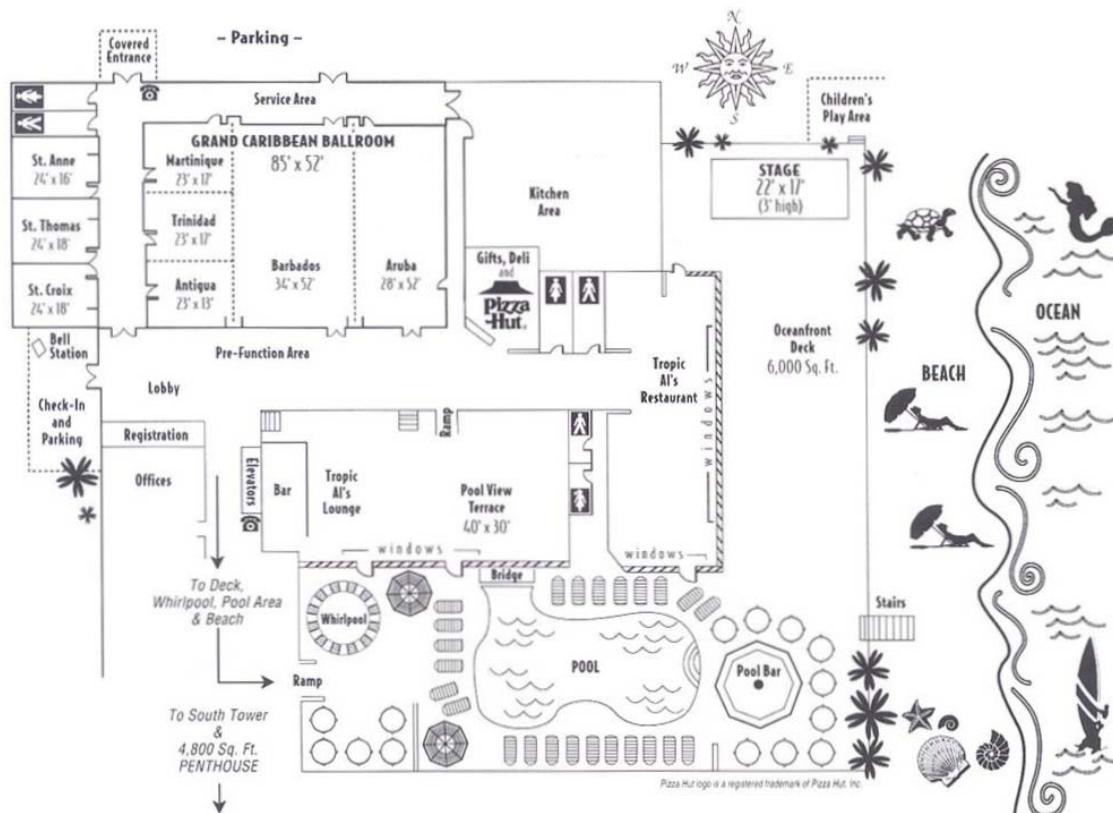 – Parking –
Covered
Entrance
N
W
E
S
Service Area
Children's
Play Area
GRAND CARIBBEAN BALLROOM
85' x 52'
St. Anne
24' x 16'
Martinique
23' x 17'
STAGE
22' x 17'
(3' high)
Kitchen
Area
St. Thomas
24' x 18'
Trinidad
23' x 17'
Barbados
34' x 52'
Aruba
28' x 52'
Gifts, Deli
and
Pizza
Hut
St. Croix
24' x 18'
Antigua
23' x 13'
OCEAN
Bell
Station
Pre-Function Area
Oceanfront
Deck
6,000 Sq. Ft.
Lobby
Tropic
Al's
Restaurant
windows
BEACH
Check-In
and
Parking
Registration
Ramp
Offices
Elevators
Bar
Tropic
Al's
Lounge
Pool View
Terrace
40' x 30'
windows
windows
Bridge
To Deck,
Whirlpool, Pool Area
& Beach
Whirlpool
Stairs
POOL
Pool Bar
Ramp
To South Tower
&
4,800 Sq. Ft.
PENTHOUSE
Pizza Hut logo is a registered trademark of Pizza Hut, Inc.